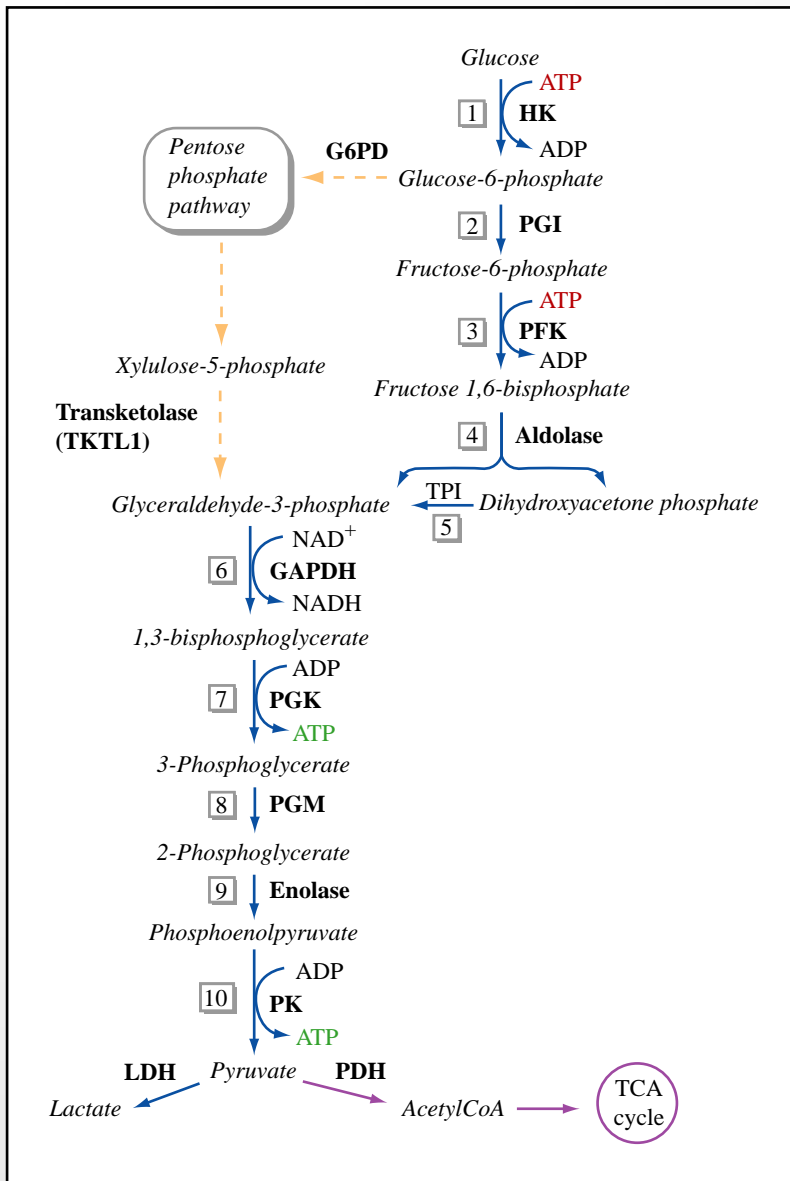 Glucose
ATP
1
HK
ADP
Pentose
phosphate
pathway
G6PD
Glucose-6-phosphate
2
PGI
Fructose-6-phosphate
ATP
3
PFK
ADP
Xylulose-5-phosphate
Fructose 1,6-bisphosphate
Transketolase
(TKTL1)
4
Aldolase
Glyceraldehyde-3-phosphate
TPI
5
Dihydroxyacetone phosphate
NAD+
6
GAPDH
NADH
1,3-bisphosphoglycerate
ADP
7
PGK
ATP
3-Phosphoglycerate
8
PGM
2-Phosphoglycerate
9
Enolase
Phosphoenolpyruvate
ADP
10
PK
ATP
LDH
Pyruvate
PDH
Lactate
AcetylCoA
TCA
cycle